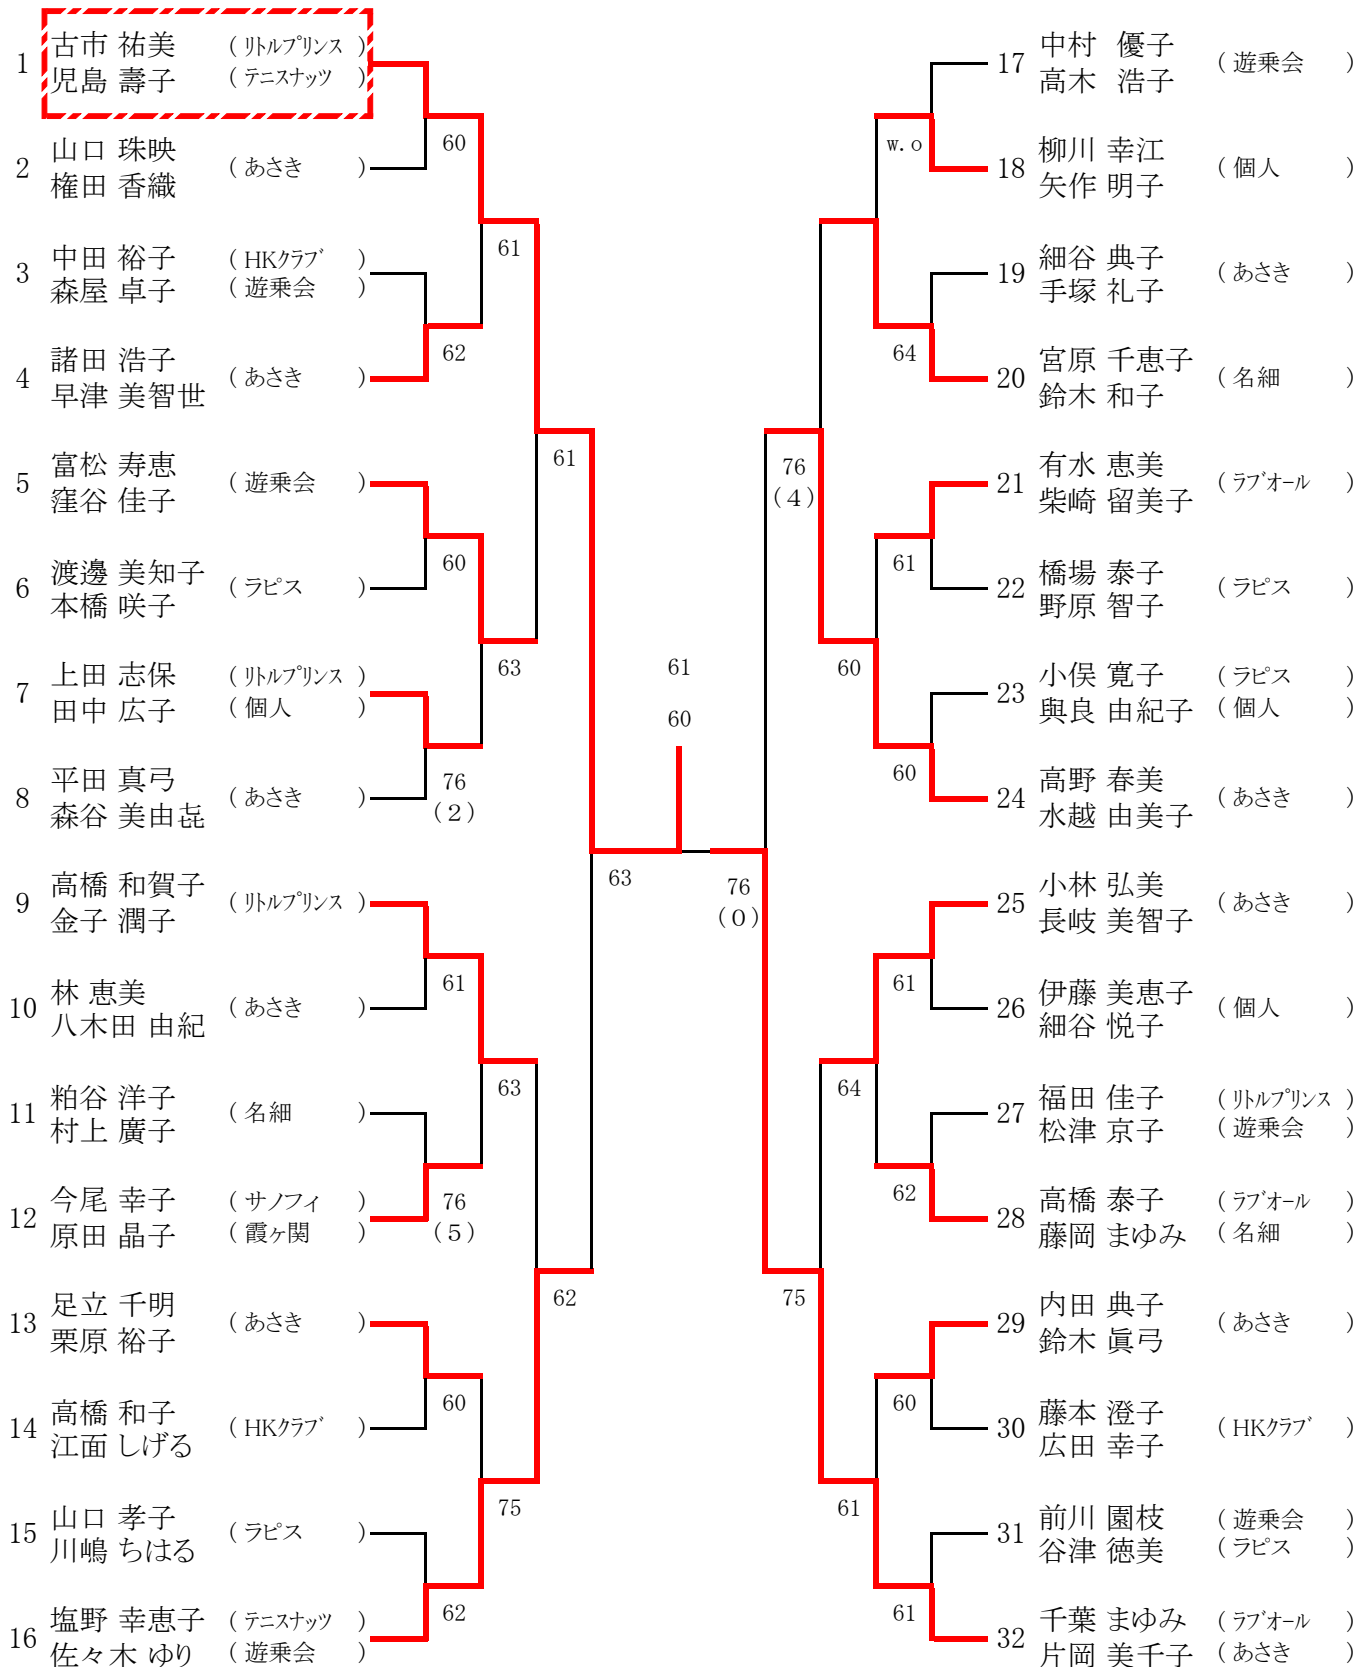 1 古市 祐美 （リトルプリンス）
児島 壽子 （テニスナッツ）
60
2 山口 珠映 （あさき）
権田 香織
61
3 中田 裕子 （HKクラブ）
森屋 卓子 （遊乗会）
62
4 諸田 浩子 （あさき）
早津 美智世
61
5 富松 寿恵 （遊乗会）
窪谷 佳子
60
6 渡邊 美知子 （ラピス）
本橋 咲子
63
7 上田 志保 （リトルプリンス）
田中 広子 （個人）
76
（2）
8 平田 真弓 （あさき）
森谷 美由㐂
63
9 高橋 和賀子 （リトルプリンス）
金子 潤子
61
10 林 恵美 （あさき）
八木田 由紀
63
11 粕谷 洋子 （名細）
村上 廣子
76
（5）
12 今尾 幸子 （サノフィ）
原田 晶子 （霞ヶ関）
62
13 足立 千明 （あさき）
栗原 裕子
60
14 高橋 和子 （HKクラブ）
江面 しげる
75
15 山口 孝子 （ラピス）
川嶋 ちはる
62
16 塩野 幸恵子 （テニスナッツ）
佐々木 ゆり （遊乗会）
61
60
17 中村 優子 （遊乗会）
高木 浩子
w.o
18 柳川 幸江 （個人）
矢作 明子
19 細谷 典子 （あさき）
手塚 礼子
64
20 宮原 千恵子 （名細）
鈴木 和子
76
（4）
21 有水 恵美 （ラブオール）
柴崎 留美子
61
22 橋場 泰子 （ラピス）
野原 智子
60
23 小俣 寛子 （ラピス）
與良 由紀子 （個人）
60
24 高野 春美 （あさき）
水越 由美子
76
（0）
25 小林 弘美 （あさき）
長岐 美智子
61
26 伊藤 美恵子 （個人）
細谷 悦子
64
27 福田 佳子 （リトルプリンス）
松津 京子 （遊乗会）
62
28 高橋 泰子 （ラブオール）
藤岡 まゆみ （名細）
75
29 内田 典子 （あさき）
鈴木 眞弓
60
30 藤本 澄子 （HKクラブ）
広田 幸子
61
31 前川 園枝 （遊乗会）
谷津 徳美 （ラピス）
61
32 千葉 まゆみ （ラブオール）
片岡 美千子 （あさき）